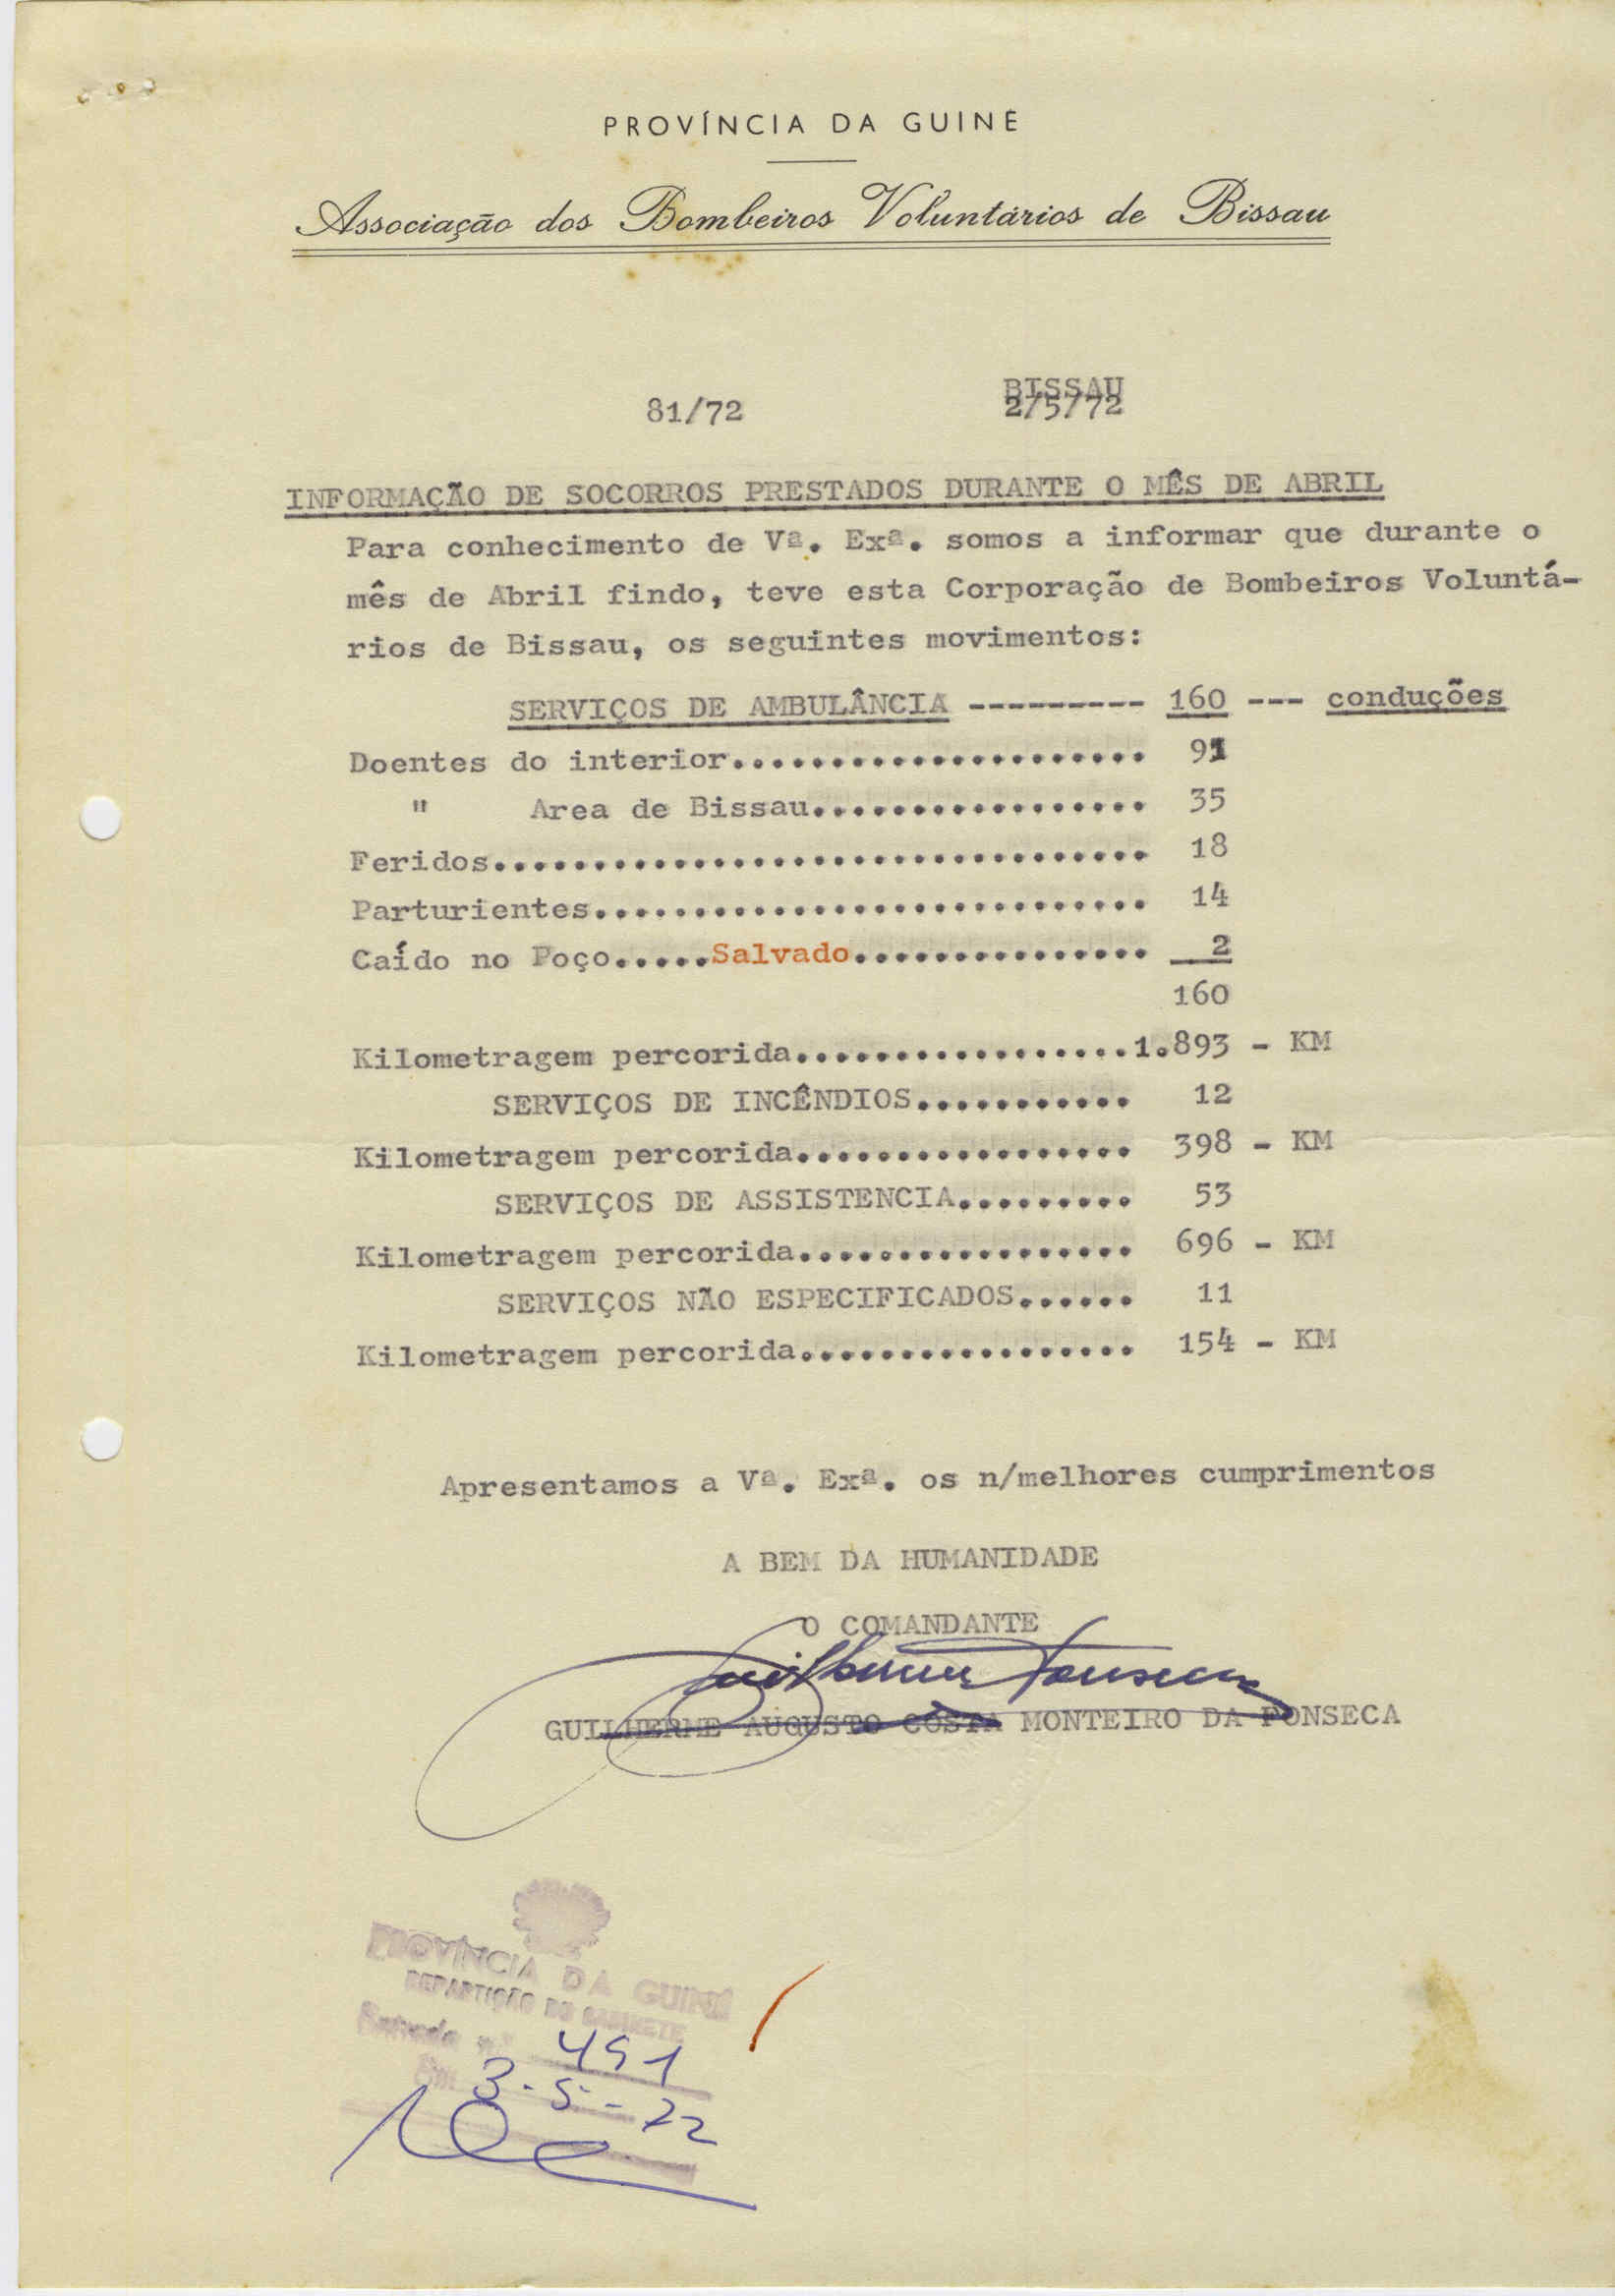 PROVÍNCIA DA GUINÉ
Associação dos Bombeiros Voluntários de Bissau
BISSAU
81/72 2/5/72
INFORMAÇÃO DE SOCORROS PRESTADOS DURANTE O MÊS DE ABRIL
Para conhecimento de Vª. Exª. somos a informar que durante o
mês de Abril findo, teve esta Corporação de Bombeiros Voluntá-
rios de Bissau, os seguintes movimentos:
SERVIÇOS DE AMBULÂNCIA --------- 160 --- conduções
Doentes do interior..................... 91
" Area de Bissau................. 35
Feridos................................. 18
Parturientes............................ 14
Caído no Poço.....Salvado............... 2
160
Kilometragem percorida.................1.893 - KM
SERVIÇOS DE INCÊNDIOS........... 12
Kilometragem percorida................. 398 - KM
SERVIÇOS DE ASSISTENCIA......... 53
Kilometragem percorida................. 696 - KM
SERVIÇOS NÃO ESPECIFICADOS...... 11
Kilometragem percorida................. 154 - KM
Apresentamos a Vª. Exª. os n/melhores cumprimentos
A BEM DA HUMANIDADE
O COMANDANTE
Guilherme Fonseca
GUILHERME AUGUSTO COSTA MONTEIRO DA FONSECA
PROVÍNCIA DA GUINÉ
REPARTIÇÃO DO GABINETE
Entrada n.º 491
Em 3-5-72